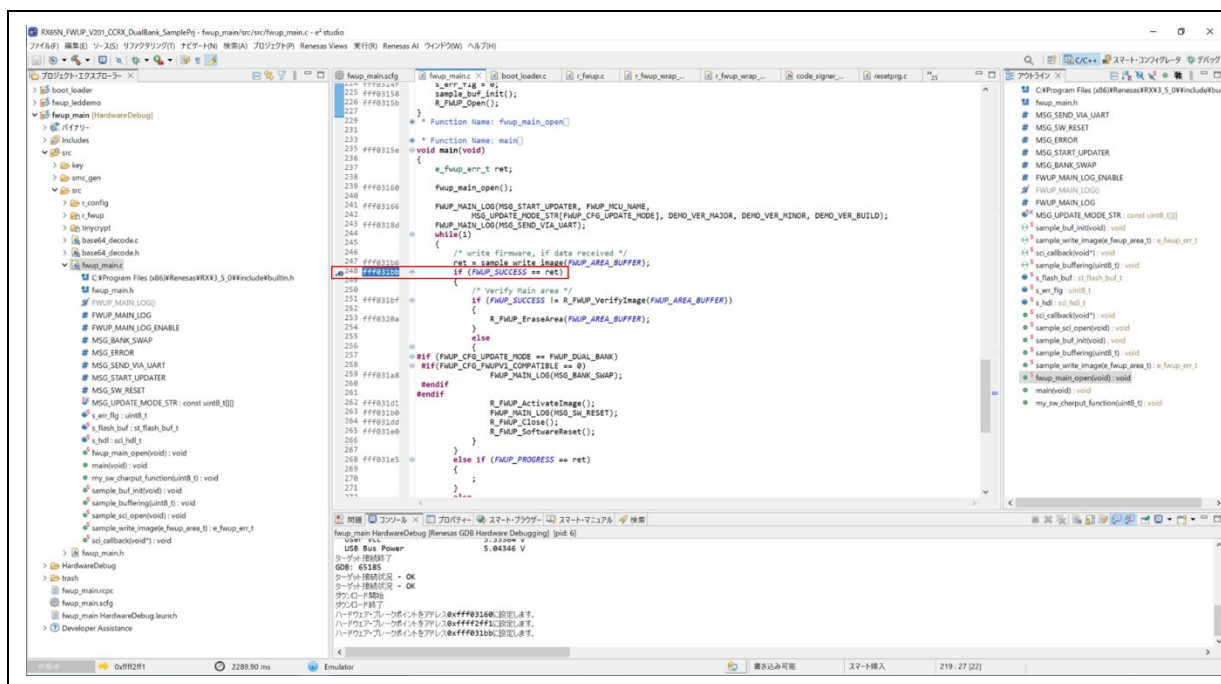 RX65N_FWUP_V201_CCRX_DualBank_SamplePrj - fwup_main/src/src/fwup_main.c - e² studio
ファイル(F) 編集(E) ソース(S) リファクタリング(T) ナビゲート(N) 検索(A) プロジェクト(P) Renesas Views 実行(R) Renesas AI ウィンドウ(W) ヘルプ(H)
C/C++ スマート・コンフィグレータ デバッグ
プロジェクト・エクスプローラー
boot_loader
fwup_leddemo
fwup_main [HardwareDebug]
バイナリー
Includes
src
key
smc_gen
src
r_config
r_fwup
tinycrypt
base64_decode.c
base64_decode.h
fwup_main.c
C:¥Program Files (x86)¥Renesas¥RX¥3_5_0¥¥include¥builtin.h
fwup_main.h
FWUP_MAIN_LOG()
FWUP_MAIN_LOG
FWUP_MAIN_LOG_ENABLE
MSG_BANK_SWAP
MSG_ERROR
MSG_SEND_VIA_UART
MSG_START_UPDATER
MSG_SW_RESET
MSG_UPDATE_MODE_STR : const uint8_t[][]
s_err_flg : uint8_t
s_flash_buf : st_flash_buf_t
s_hdl : sci_hdl_t
fwup_main_open(void) : void
main(void) : void
my_sw_charput_function(uint8_t) : void
sample_buf_init(void) : void
sample_buffering(uint8_t) : void
sample_sci_open(void) : void
sample_write_image(e_fwup_area_t) : e_fwup_err_t
sci_callback(void*) : void
fwup_main.h
HardwareDebug
trash
fwup_main.rcpc
fwup_main.scfg
fwup_main HardwareDebug.launch
Developer Assistance
fwup_main.scfg fwup_main.c boot_loader.c r_fwup.c r_fwup_wrap_... r_fwup_wrap_... code_signer_... resetprg.c
224 fff0314f s_err_flg = 0;
225 fff03158 sample_buf_init();
226 fff0315b R_FWUP_Open();
227 }
229 * Function Name: fwup_main_open
231
233 * Function Name: main
235 fff0315e void main(void)
236 {
237 e_fwup_err_t ret;
238
239 fff03160 fwup_main_open();
240
241 fff03166 FWUP_MAIN_LOG(MSG_START_UPDATER, FWUP_MCU_NAME,
242 MSG_UPDATE_MODE_STR[FWUP_CFG_UPDATE_MODE], DEMO_VER_MAJOR, DEMO_VER_MINOR, DEMO_VER_BUILD);
243 fff0318d FWUP_MAIN_LOG(MSG_SEND_VIA_UART);
244 while(1)
245 {
246 /* write firmware, if data received */
247 fff031b6 ret = sample_write_image(FWUP_AREA_BUFFER);
248 fff031bb if (FWUP_SUCCESS == ret)
249 {
250 /* Verify Main area */
251 fff031bf if (FWUP_SUCCESS != R_FWUP_VerifyImage(FWUP_AREA_BUFFER))
252 {
253 fff0320a R_FWUP_EraseArea(FWUP_AREA_BUFFER);
254 }
255 else
256 {
257 #if (FWUP_CFG_UPDATE_MODE == FWUP_DUAL_BANK)
258 #if(FWUP_CFG_FWUPV1_COMPATIBLE == 0)
259 fff031a8 FWUP_MAIN_LOG(MSG_BANK_SWAP);
260 #endif
261 #endif
262 fff031d1 R_FWUP_ActivateImage();
263 fff031b0 FWUP_MAIN_LOG(MSG_SW_RESET);
264 fff031dd R_FWUP_Close();
265 fff031e0 R_FWUP_SoftwareReset();
266 }
267 }
268 fff031e5 else if (FWUP_PROGRESS == ret)
269 {
270 ;
271 }
272 else
アウトライン
C:¥Program Files (x86)¥Renesas¥RX¥3_5_0¥¥include¥bui
fwup_main.h
MSG_SEND_VIA_UART
MSG_SW_RESET
MSG_ERROR
MSG_START_UPDATER
MSG_BANK_SWAP
FWUP_MAIN_LOG_ENABLE
FWUP_MAIN_LOG()
FWUP_MAIN_LOG
MSG_UPDATE_MODE_STR : const uint8_t[][]
sample_buf_init(void) : void
sample_write_image(e_fwup_area_t) : e_fwup_err_t
sci_callback(void*) : void
sample_buffering(uint8_t) : void
s_flash_buf : st_flash_buf_t
s_err_flg : uint8_t
s_hdl : sci_hdl_t
sci_callback(void*) : void
sample_sci_open(void) : void
sample_buf_init(void) : void
sample_buffering(uint8_t) : void
sample_write_image(e_fwup_area_t) : e_fwup_err_t
fwup_main_open(void) : void
main(void) : void
my_sw_charput_function(uint8_t) : void
問題 コンソール プロパティー スマート・ブラウザー スマート・マニュアル 検索
fwup_main HardwareDebug [Renesas GDB Hardware Debugging] [pid: 6]
User VCC
USB Bus Power 5.04346 V
ターゲット接続終了
GDB: 65185
ターゲット接続状況 - OK
ターゲット接続状況 - OK
ダウンロード開始
ダウンロード終了
ハードウェア・ブレークポイントをアドレス0xfff03160に設定します。
ハードウェア・ブレークポイントをアドレス0xffff2ff1に設定します。
ハードウェア・ブレークポイントをアドレス0xfff031bbに設定します。
0xffff2ff1 2289.90 ms Emulator 書き込み可能 スマート挿入 219 : 27 [22]